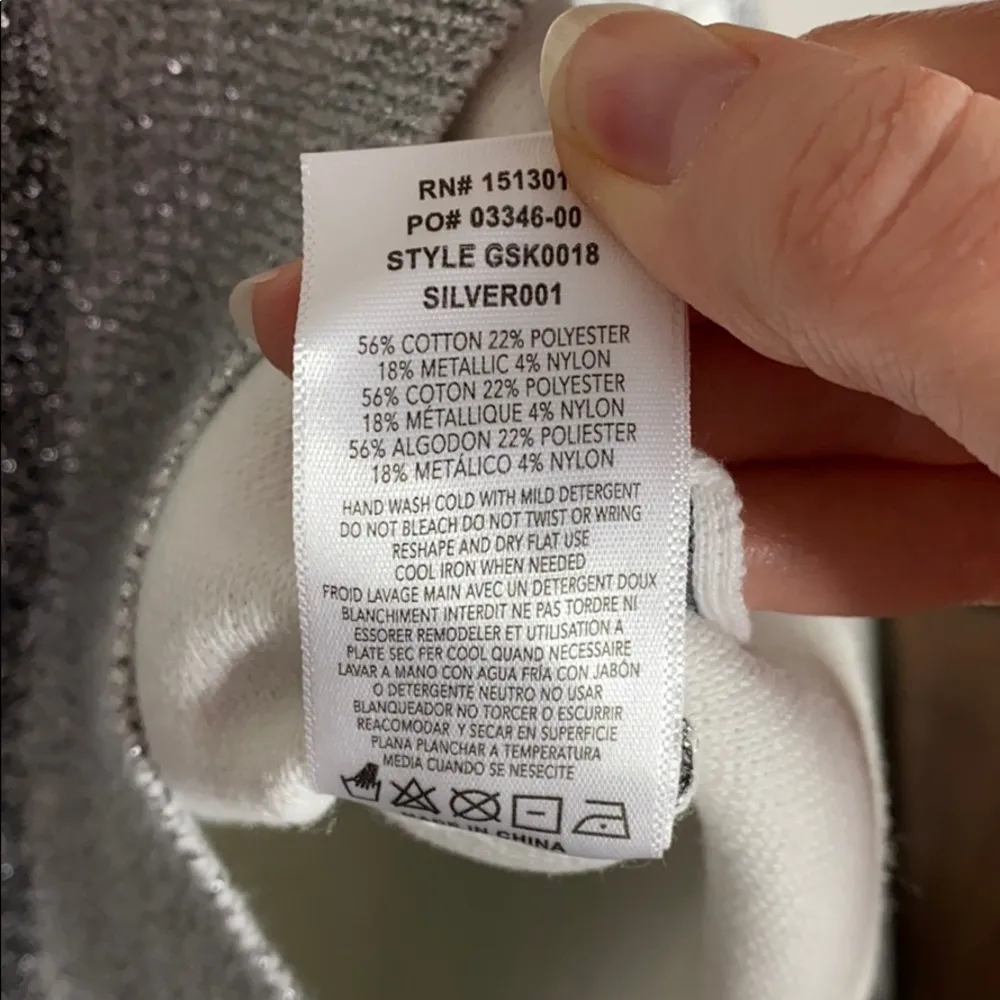 RN# 151301
PO# 03346-00
STYLE GSK0018
SILVER001
56% COTTON 22% POLYESTER
18% METALLIC 4% NYLON
56% COTON 22% POLYESTER
18% MÉTALLIQUE 4% NYLON
56% ALGODON 22% POLIESTER
18% METÁLICO 4% NYLON
HAND WASH COLD WITH MILD DETERGENT
DO NOT BLEACH DO NOT TWIST OR WRING
RESHAPE AND DRY FLAT USE
COOL IRON WHEN NEEDED
FROID LAVAGE MAIN AVEC UN DETERGENT DOUX
BLANCHIMENT INTERDIT NE PAS TORDRE NI
ESSORER REMODELER ET UTILISATION A
PLATE SEC FER COOL QUAND NECESSAIRE
LAVAR A MANO CON AGUA FRÍA CON JABÓN
O DETERGENTE NEUTRO NO USAR
BLANQUEADOR NO TORCER O ESCURRIR
REACOMODAR Y SECAR EN SUPERFICIE
PLANA PLANCHAR A TEMPERATURA
MEDIA CUANDO SE NESECITE
MADE IN CHINA